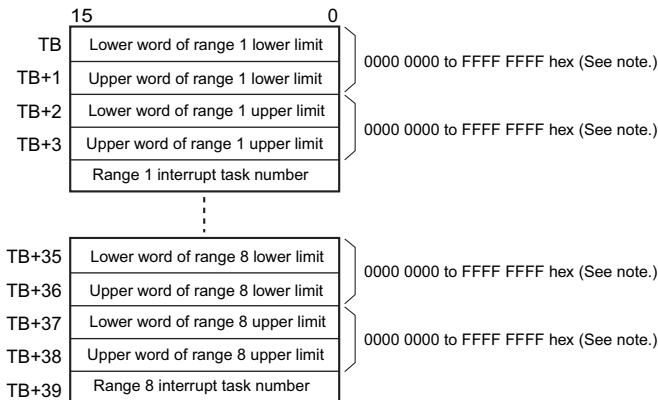 15 0
TB Lower word of range 1 lower limit
0000 0000 to FFFF FFFF hex (See note.)
TB+1 Upper word of range 1 lower limit
TB+2 Lower word of range 1 upper limit
0000 0000 to FFFF FFFF hex (See note.)
TB+3 Upper word of range 1 upper limit
Range 1 interrupt task number
TB+35 Lower word of range 8 lower limit
0000 0000 to FFFF FFFF hex (See note.)
TB+36 Upper word of range 8 lower limit
TB+37 Lower word of range 8 upper limit
0000 0000 to FFFF FFFF hex (See note.)
TB+38 Upper word of range 8 upper limit
TB+39 Range 8 interrupt task number